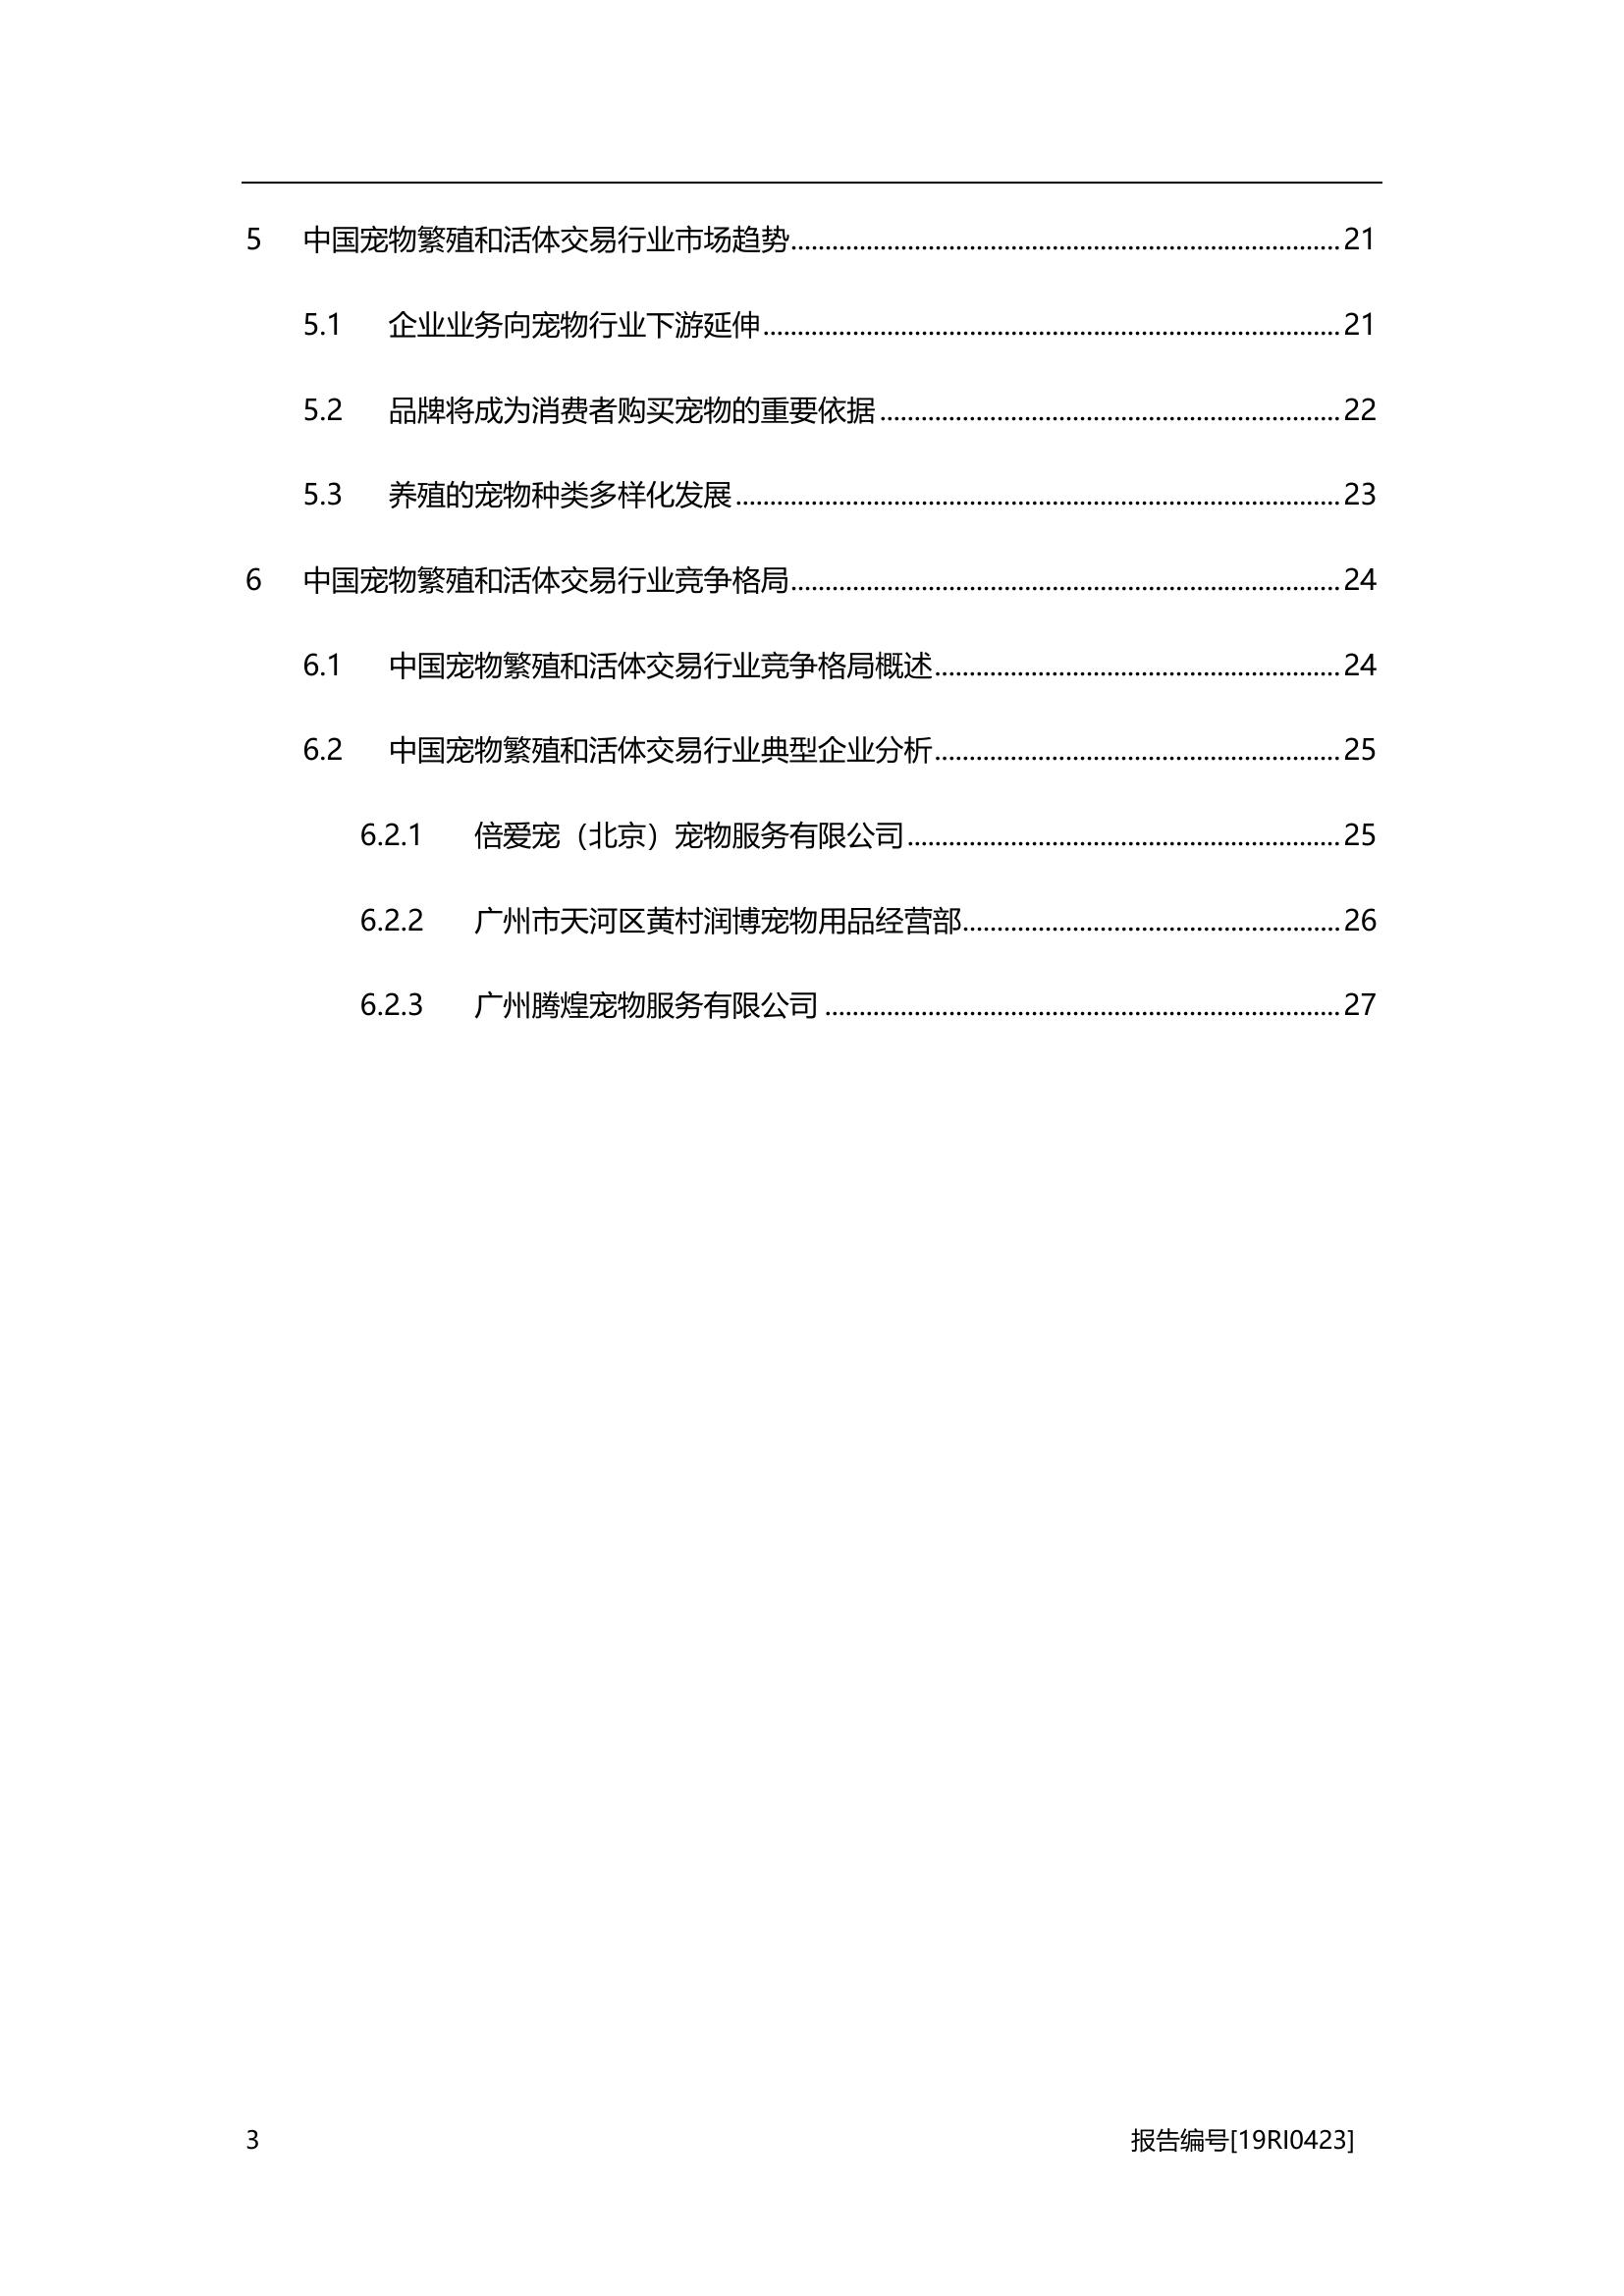 5 中国宠物繁殖和活体交易行业市场趋势 21
5.1 企业业务向宠物行业下游延伸 21
5.2 品牌将成为消费者购买宠物的重要依据 22
5.3 养殖的宠物种类多样化发展 23
6 中国宠物繁殖和活体交易行业竞争格局 24
6.1 中国宠物繁殖和活体交易行业竞争格局概述 24
6.2 中国宠物繁殖和活体交易行业典型企业分析 25
6.2.1 倍爱宠（北京）宠物服务有限公司 25
6.2.2 广州市天河区黄村润博宠物用品经营部 26
6.2.3 广州腾煌宠物服务有限公司 27
3 报告编号[19RI0423]